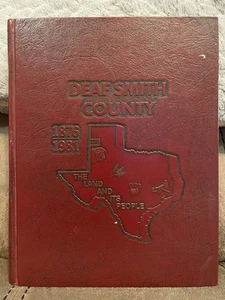 DEAF SMITH
COUNTY
1876
1981
THE
LAND
AND
ITS
PEOPLE